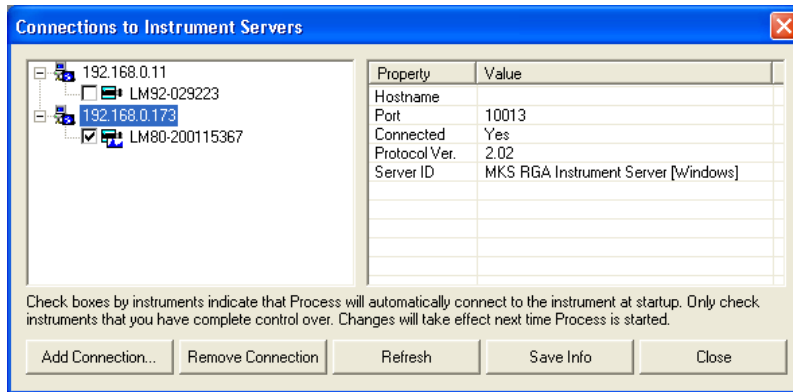 Connections to Instrument Servers
192.168.0.11
LM92-029223
192.168.0.173
LM80-200115367
Property Value
Hostname
Port 10013
Connected Yes
Protocol Ver. 2.02
Server ID MKS RGA Instrument Server [Windows]
Check boxes by instruments indicate that Process will automatically connect to the instrument at startup. Only check
instruments that you have complete control over. Changes will take effect next time Process is started.
Add Connection... Remove Connection Refresh Save Info Close